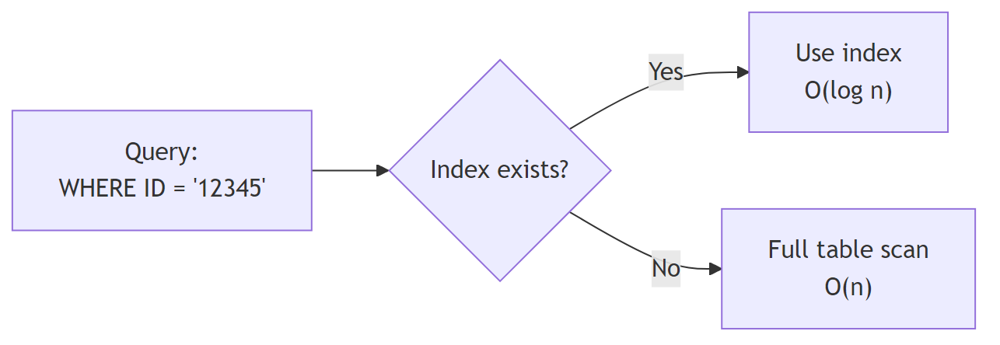 Query:
WHERE ID = '12345'
Index exists?
Yes
Use index
O(log n)
No
Full table scan
O(n)